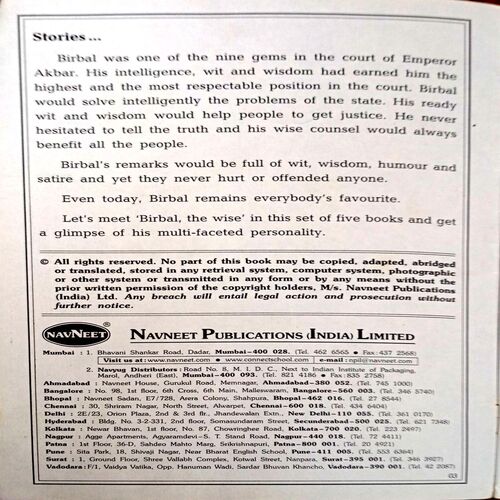 Stories ...
Birbal was one of the nine gems in the court of Emperor
Akbar. His intelligence, wit and wisdom had earned him the
highest and the most respectable position in the court. Birbal
would solve intelligently the problems of the state. His ready
wit and wisdom would help people to get justice. He never
hesitated to tell the truth and his wise counsel would always
benefit all the people.
Birbal's remarks would be full of wit, wisdom, humour and
satire and yet they never hurt or offended anyone.
Even today, Birbal remains everybody's favourite.
Let's meet 'Birbal, the wise' in this set of five books and get
a glimpse of his multi-faceted personality.
© All rights reserved. No part of this book may be copied, adapted, abridged
or translated, stored in any retrieval system, computer system, photographic
or other system or transmitted in any form or by any means without the
prior written permission of the copyright holders, M/s. Navneet Publications
(India) Ltd. Any breach will entail legal action and prosecution without
further notice.
NAVNEET® NAVNEET PUBLICATIONS (INDIA) LIMITED
Mumbai : 1. Bhavani Shankar Road, Dadar, Mumbai-400 028. (Tel. 462 6565 • Fax : 437 2568)
Visit us at : www.navneet.com • www.connectschool.com • e-mail : npil@navneet.com
2. Navyug Distributors : Road No. 8, M. I. D. C., Next to Indian Institute of Packaging,
Marol, Andheri (East), Mumbai-400 093. (Tel. 821 4186 • Fax : 835 2758)
Ahmadabad : Navneet House, Gurukul Road, Memnagar, Ahmadabad-380 052. (Tel. 745 1000)
Bangalore : No. 98, 1st floor, 6th Cross, 6th Main, Malleswaram, Bangalore-560 003. (Tel. 346 5740)
Bhopal : Navneet Sadan, E7/728, Arera Colony, Shahpura, Bhopal-462 016. (Tel. 27 8544)
Chennai : 30, Shriram Nagar, North Street, Alwarpet, Chennai-600 018. (Tel. 434 6404)
Delhi : 2E/23, Orion Plaza, 2nd & 3rd flr., Jhandewalan Extn., New Delhi-110 055. (Tel. 361 0170)
Hyderabad : Bldg. No. 3-2-331, 2nd floor, Somasundaram Street, Secunderabad-500 025. (Tel. 621 7348)
Kolkata : Newar Bhavan, 1st floor, No. 87, Chowringhee Road, Kolkata-700 020. (Tel. 223 2497)
Nagpur : Agge Apartments, Agyaramdevi-S. T. Stand Road, Nagpur-440 018. (Tel. 72 4411)
Patna : 1st Floor, 36-D, Sahdeo Mahto Marg, Srikrishnapuri, Patna-800 001. (Tel. 20 4921)
Pune : Sita Park, 18, Shivaji Nagar, Near Bharat English School, Pune-411 005. (Tel. 553 6364)
Surat : 1, Ground Floor, Shree Vallabh Complex, Kotwal Street, Nanpara, Surat-395 001. (Tel. 346 3927)
Vadodara : F/1, Vaidya Vatika, Opp. Hanuman Wadi, Sardar Bhuvan Khancho, Vadodara-390 001. (Tel. 42 2087)
G3